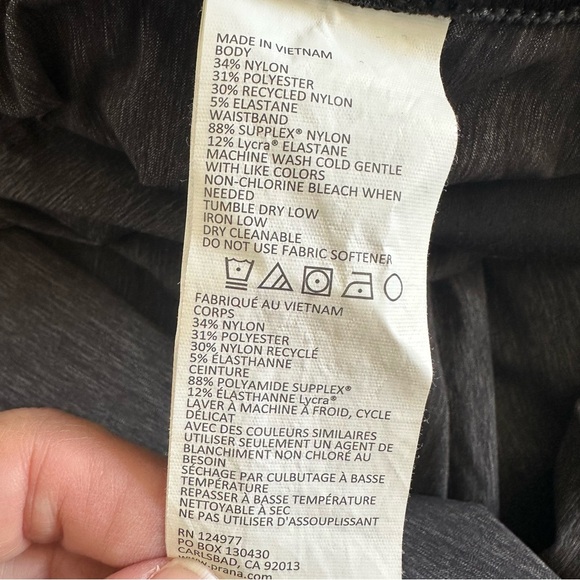 MADE IN VIETNAM
BODY
34% NYLON
31% POLYESTER
30% RECYCLED NYLON
5% ELASTANE
WAISTBAND
88% SUPPLEX® NYLON
12% Lycra® ELASTANE
MACHINE WASH COLD GENTLE
WITH LIKE COLORS
NON-CHLORINE BLEACH WHEN
NEEDED
TUMBLE DRY LOW
IRON LOW
DRY CLEANABLE
DO NOT USE FABRIC SOFTENER
FABRIQUÉ AU VIETNAM
CORPS
34% NYLON
31% POLYESTER
30% NYLON RECYCLÉ
5% ÉLASTHANNE
CEINTURE
88% POLYAMIDE SUPPLEX®
12% ÉLASTHANNE Lycra®
LAVER À MACHINE À FROID, CYCLE
DÉLICAT
AVEC DES COULEURS SIMILAIRES
UTILISER SEULEMENT UN AGENT DE
BLANCHIMENT NON CHLORÉ AU
BESOIN
SÉCHAGE PAR CULBUTAGE À BASSE
TEMPÉRATURE
REPASSER À BASSE TEMPÉRATURE
NETTOYABLE À SEC
NE PAS UTILISER D'ASSOUPLISSANT
RN 124977
PO BOX 130430
CARLSBAD, CA 92013
www.prana.com